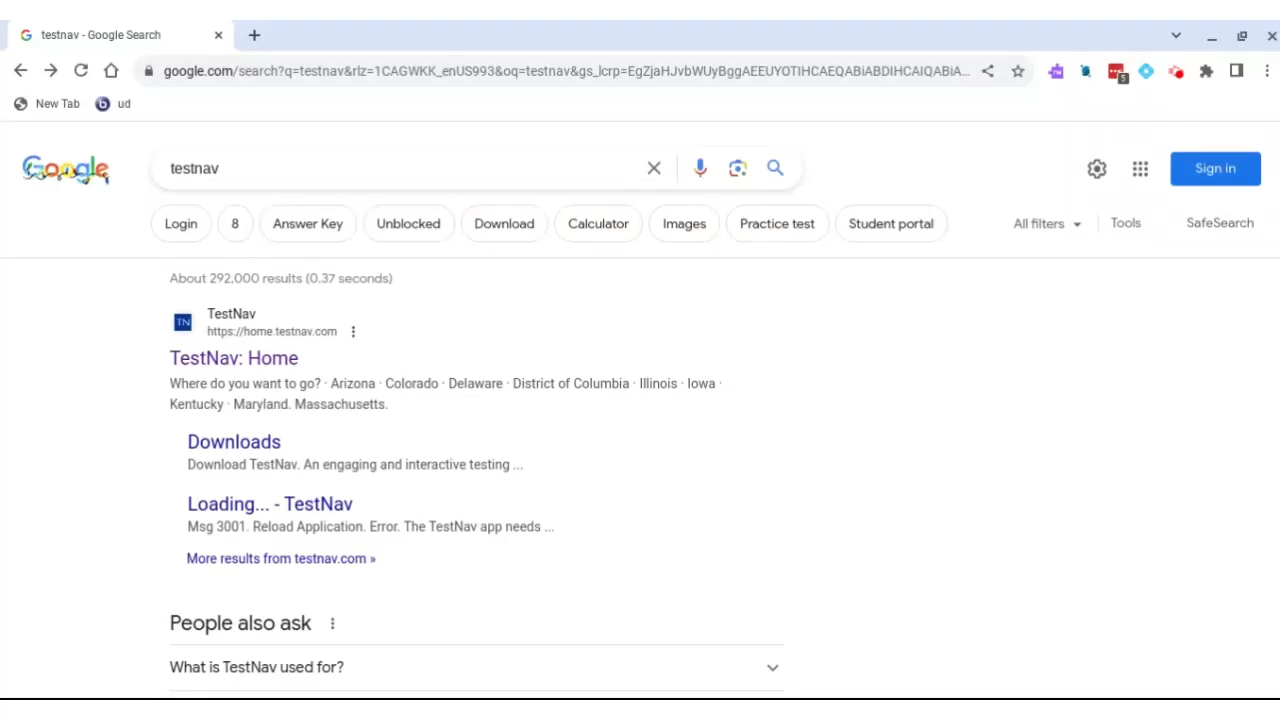 testnav - Google Search
google.com/search?q=testnav&rlz=1CAGWKK_enUS993&oq=testnav&gs_lcrp=EgZjaHJvbWUyBggAEEUYOTIHCAEQABiABDIHCAIQABiA...
5
New Tab
ud
Google
testnav
Sign in
Login
8
Answer Key
Unblocked
Download
Calculator
Images
Practice test
Student portal
All filters
Tools
SafeSearch
About 292,000 results (0.37 seconds)
TN
TestNav
https://home.testnav.com
TestNav: Home
Where do you want to go? · Arizona · Colorado · Delaware · District of Columbia · Illinois · Iowa ·
Kentucky · Maryland. Massachusetts.
Downloads
Download TestNav. An engaging and interactive testing ...
Loading... - TestNav
Msg 3001. Reload Application. Error. The TestNav app needs ...
More results from testnav.com »
People also ask
What is TestNav used for?